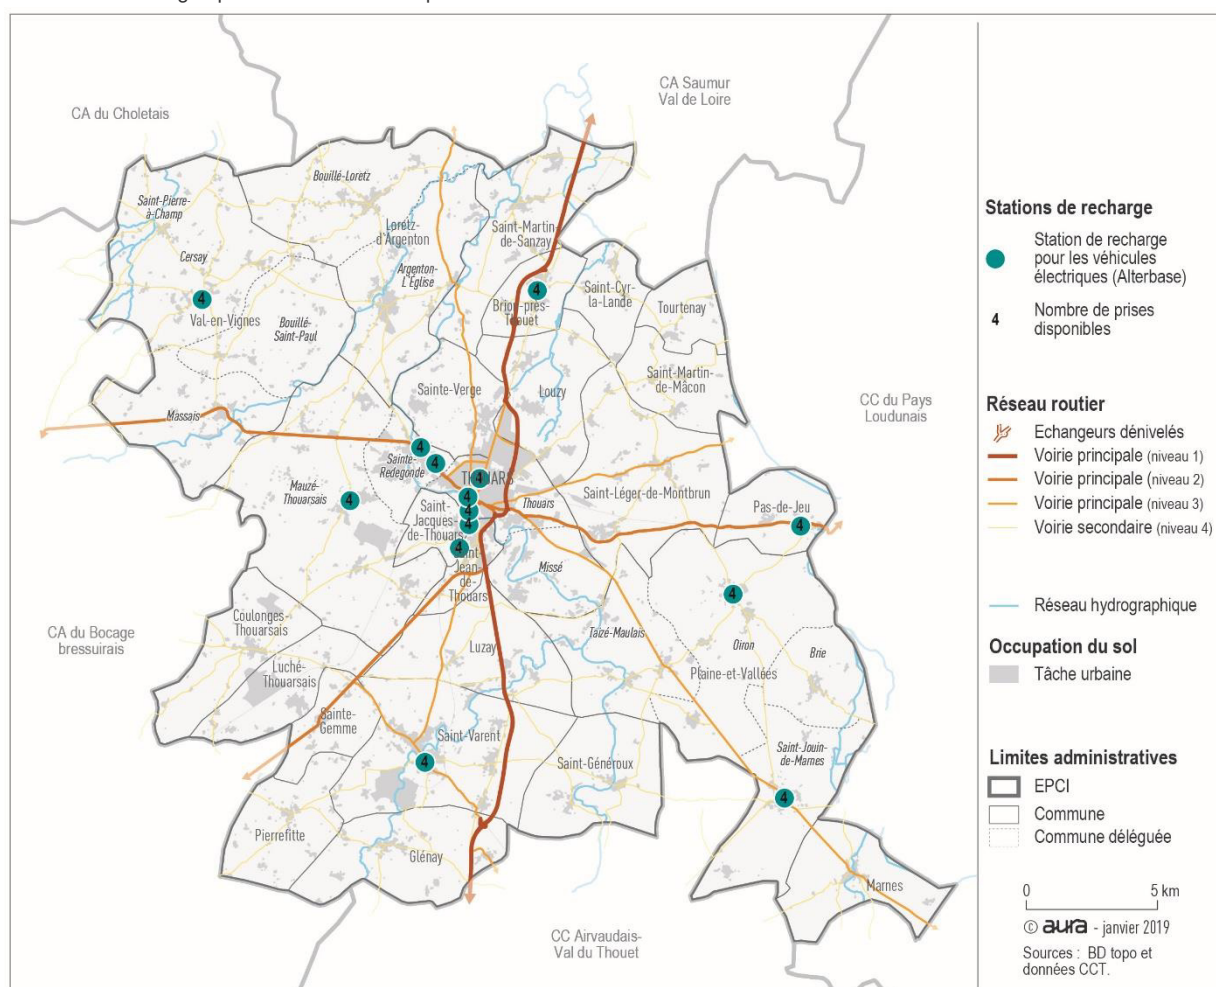 CA Saumur
Val de Loire
CA du Choletais
Bouillé-Loretz
Saint-Pierre-
à-Champ
Loretz-
d'Argenton
Saint-Martin-
de-Sanzay
Cersay
Argenton-
L'Église
Saint-Cyr-
la-Lande
4
4
Brion-près-
Thouet
Tourtenay
Val-en-Vignes
Bouillé-
Saint-Paul
Sainte-Verge
Louzy
Saint-Martin-
de-Mâcon
CC du Pays
Loudunais
Massais
4
4
Sainte-
Radegonde
THOUARS
4
4
Mauzé-
Thouarsais
4
Saint-
Jacques-
de-Thouars
4
4
4
Thouars
Saint-Léger-de-Montbrun
Pas-de-Jeu
4
Saint-
Jean-
de-
Thouars
Missé
4
Coulonges-
Thouarsais
CA du Bocage
bressuirais
Taizé-Maulais
Oiron
Brie
Luzay
Luché-
Thouarsais
Plaine-et-Vallées
Sainte-
Gemme
Saint-Varent
Saint-Jouin-
de-Marnes
4
Saint-Généroux
4
Pierrefitte
Glénay
Marnes
CC Airvaudais-
Val du Thouet
Stations de recharge
Station de recharge
pour les véhicules
électriques (Alterbase)
4 Nombre de prises
disponibles
Réseau routier
Echangeurs dénivelés
Voirie principale (niveau 1)
Voirie principale (niveau 2)
Voirie principale (niveau 3)
Voirie secondaire (niveau 4)
Réseau hydrographique
Occupation du sol
Tâche urbaine
Limites administratives
EPCI
Commune
Commune déléguée
0 5 km
© aura - janvier 2019
Sources : BD topo et
données CCT.